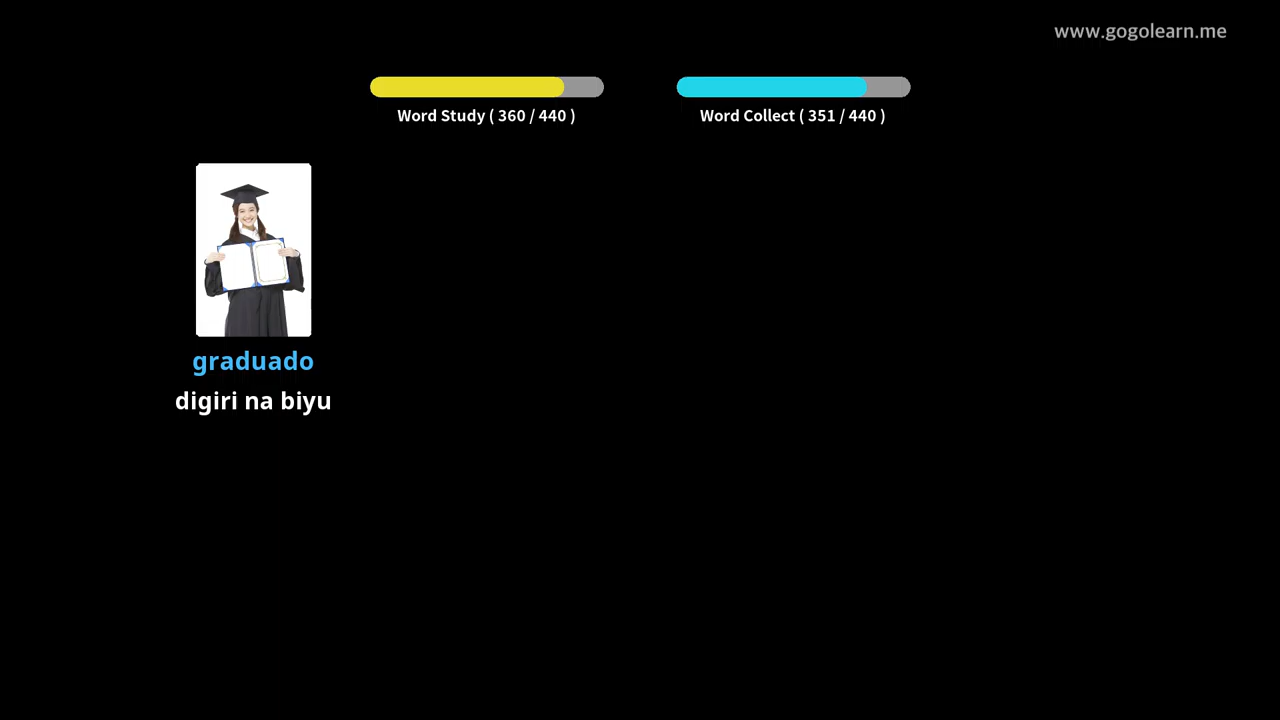 www.gogolearn.me
Word Study ( 360 / 440 )
Word Collect ( 351 / 440 )
graduado
digiri na biyu